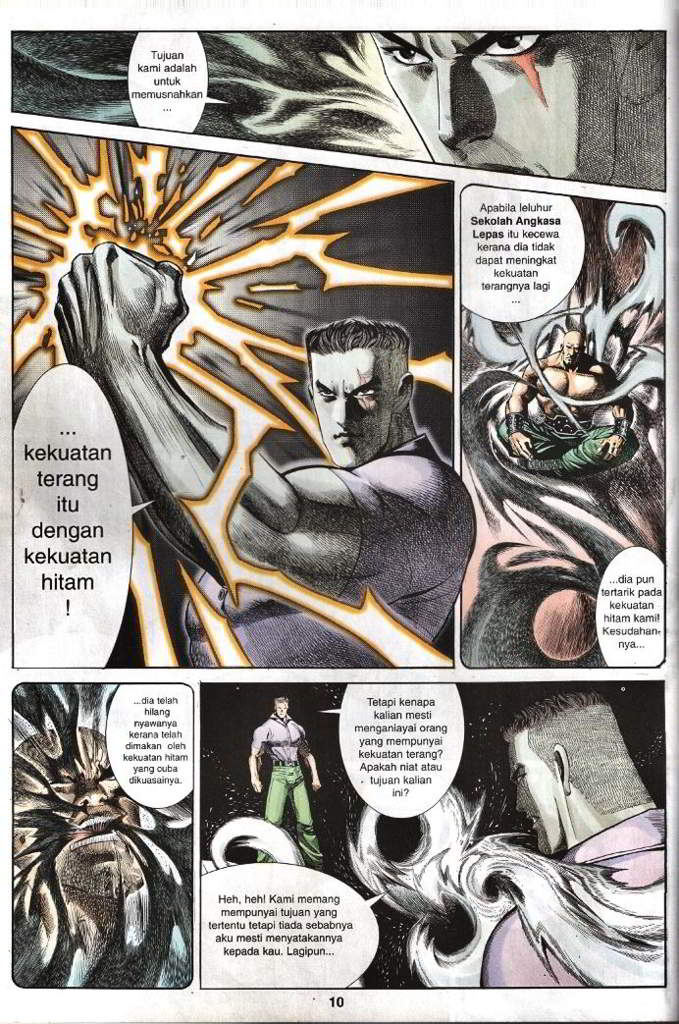 Tujuan
kami adalah
untuk
memusnahkan
...
...
kekuatan
terang
itu
dengan
kekuatan
hitam
!
Apabila leluhur
Sekolah Angkasa
Lepas itu kecewa
kerana dia tidak
dapat meningkat
kekuatan
terangnya lagi
...
...dia pun
tertarik pada
kekuatan
hitam kami!
Kesudahan-
nya...
...dia telah
hilang
nyawanya
kerana telah
dimakan oleh
kekuatan hitam
yang cuba
dikuasainya.
Tetapi kenapa
kalian mesti
menganiayai orang
yang mempunyai
kekuatan terang?
Apakah niat atau
tujuan kalian
ini?
Heh, heh! Kami memang
mempunyai tujuan yang
tertentu tetapi tiada sebabnya
aku mesti menyatakannya
kepada kau. Lagipun...
10